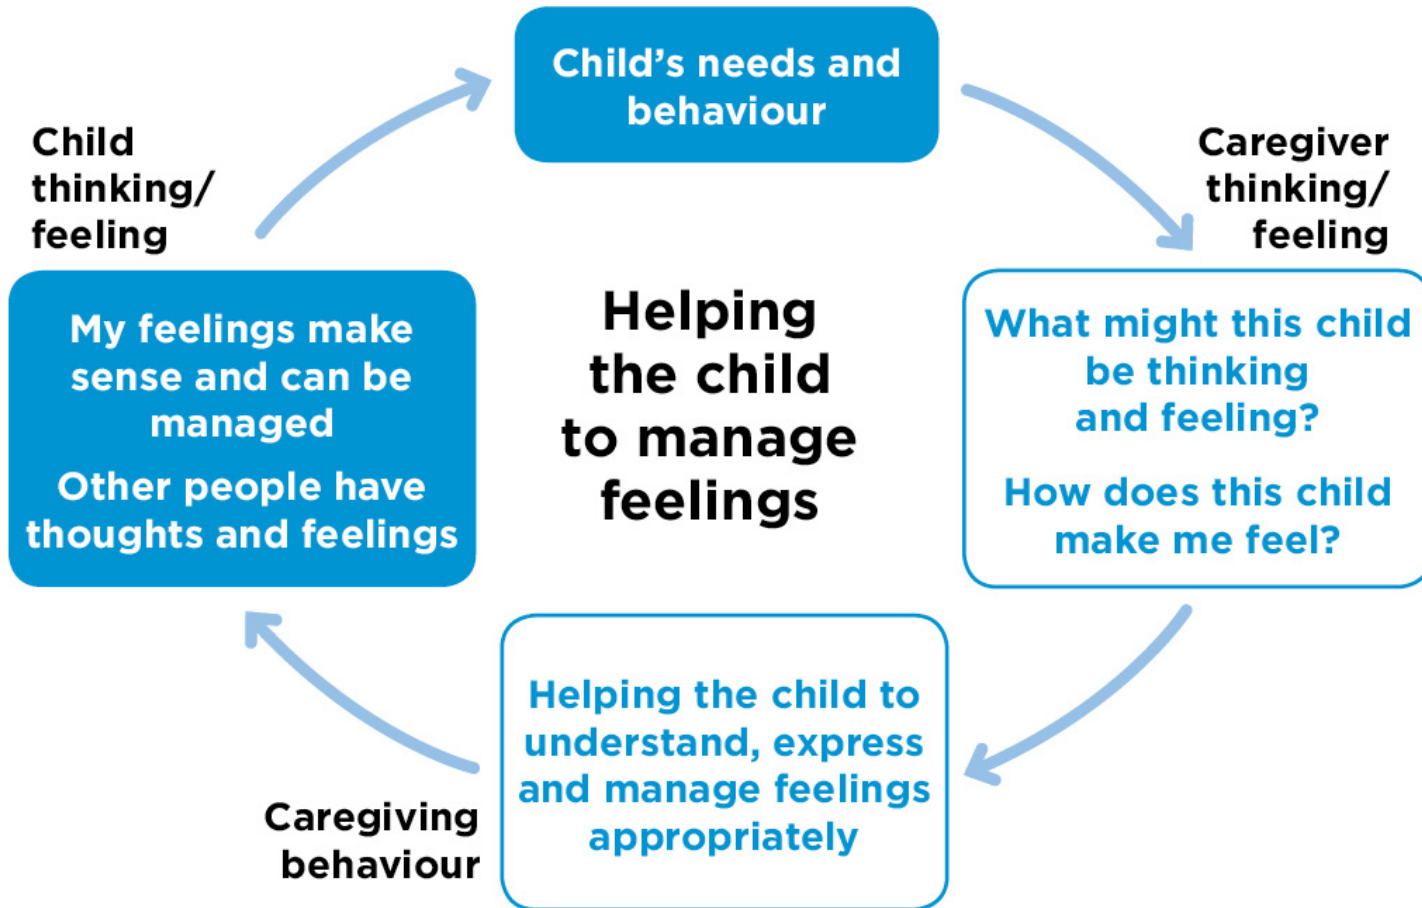 Child's needs and
behaviour
Caregiver
thinking/
feeling
What might this child
be thinking
and feeling?
How does this child
make me feel?
Helping the child to
understand, express
and manage feelings
appropriately
Caregiving
behaviour
Child
thinking/
feeling
My feelings make
sense and can be
managed
Other people have
thoughts and feelings
Helping
the child
to manage
feelings